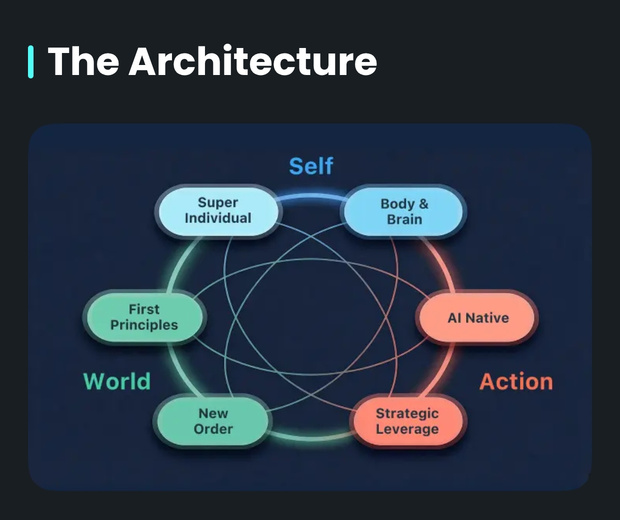 The Architecture
Self
Super
Individual
Body &
Brain
First
Principles
AI Native
World
Action
New
Order
Strategic
Leverage